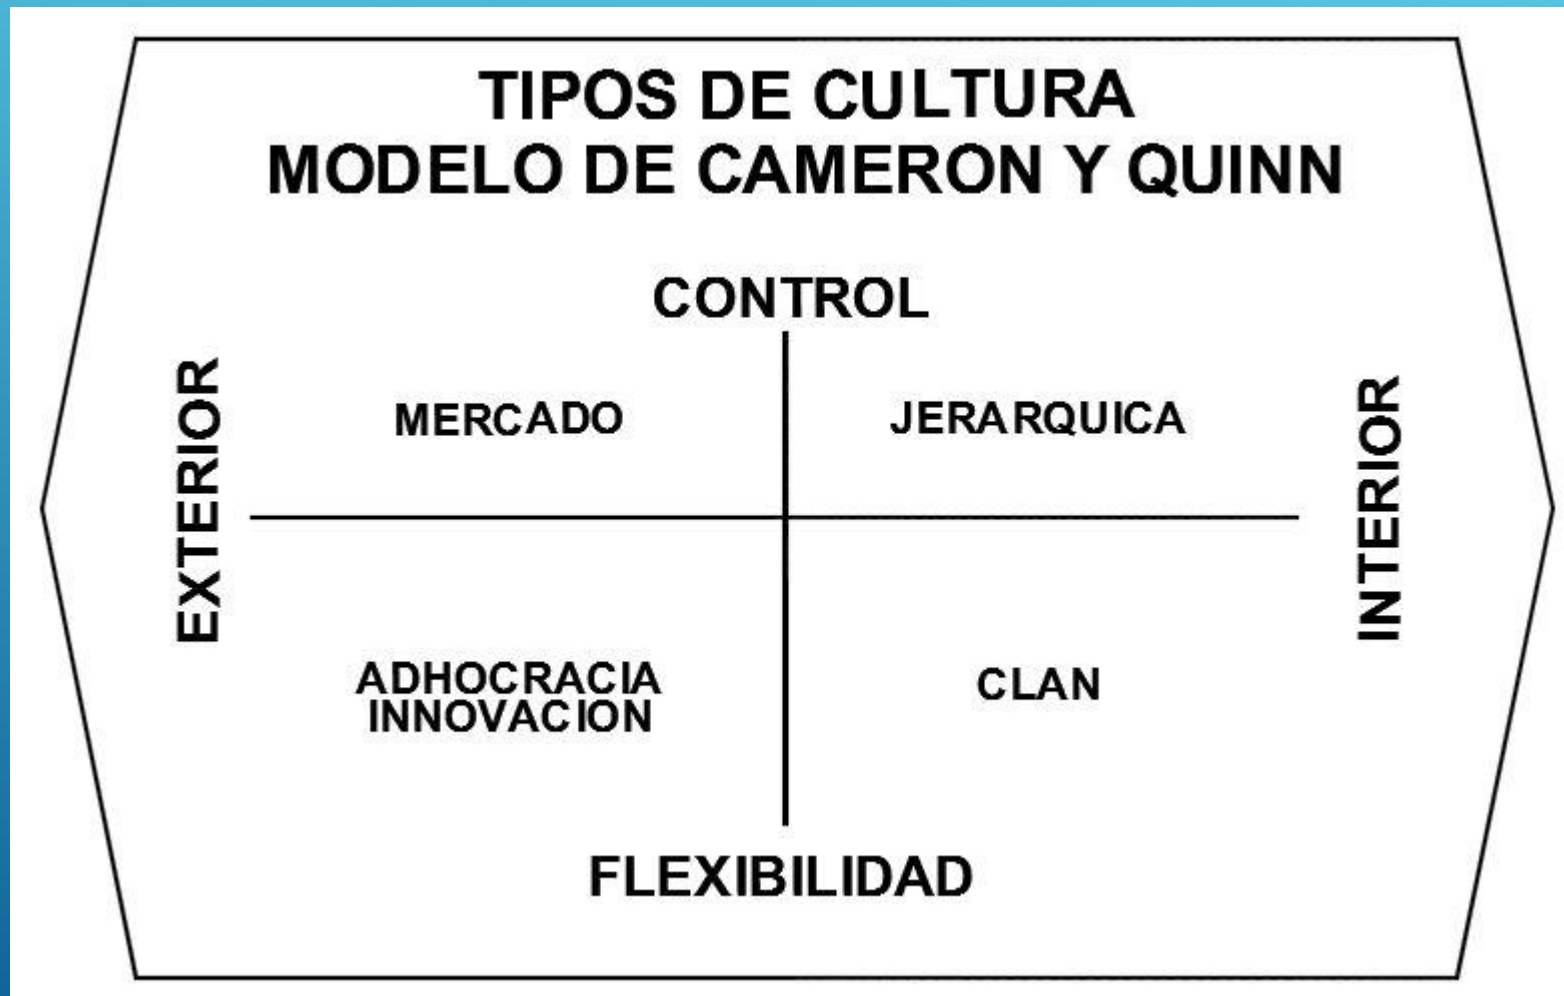 TIPOS DE CULTURA
MODELO DE CAMERON Y QUINN
CONTROL
EXTERIOR
MERCADO
JERARQUICA
INTERIOR
ADHOCRACIA
INNOVACION
CLAN
FLEXIBILIDAD